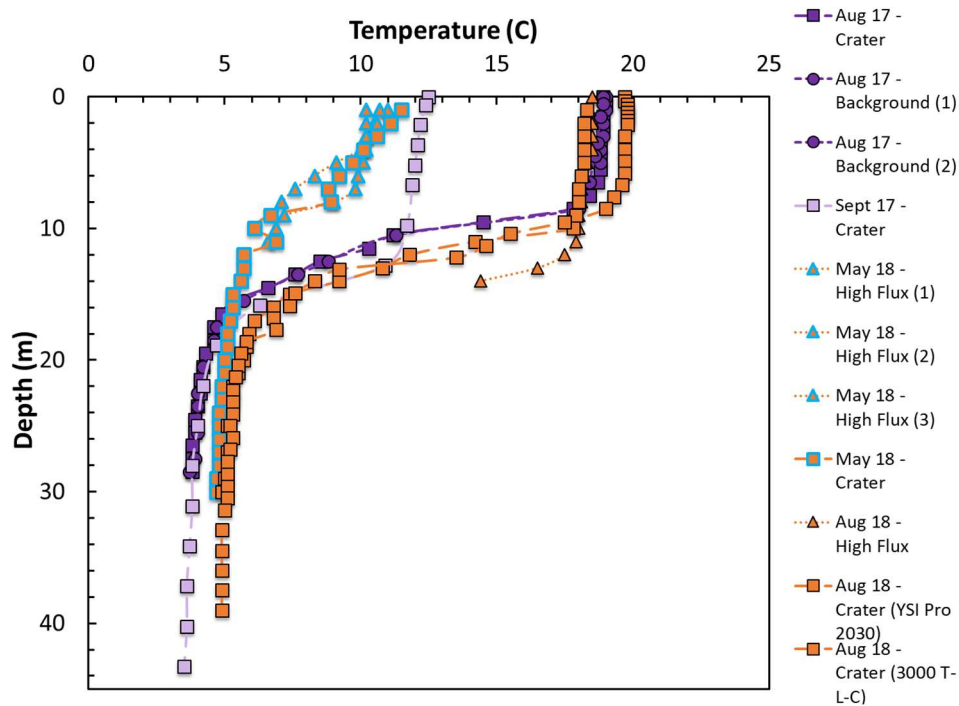 Temperature (C)
0 5 10 15 20 25
0
10
20
30
40
Depth (m)
Aug 17 -
Crater
Aug 17 -
Background (1)
Aug 17 -
Background (2)
Sept 17 -
Crater
May 18 -
High Flux (1)
May 18 -
High Flux (2)
May 18 -
High Flux (3)
May 18 -
Crater
Aug 18 -
High Flux
Aug 18 -
Crater (YSI Pro
2030)
Aug 18 -
Crater (3000 T-
L-C)